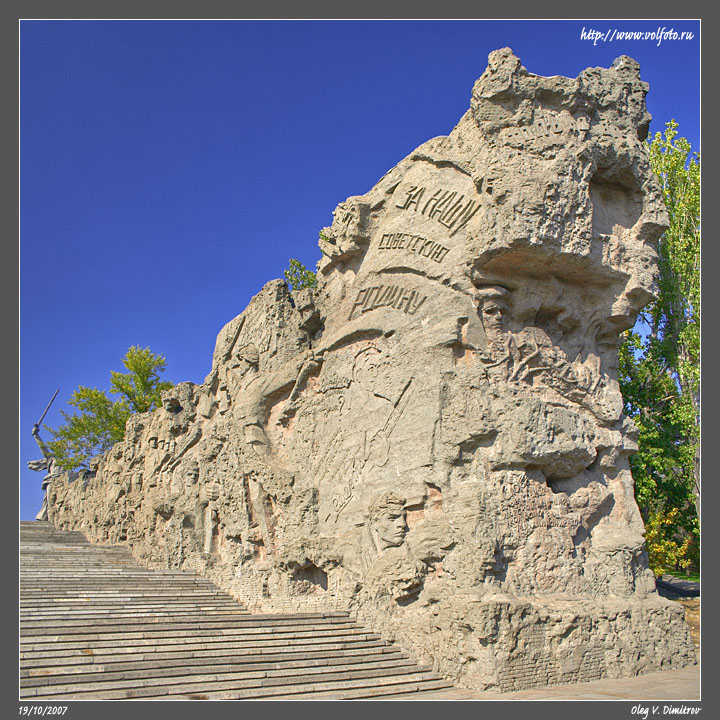 http://www.volfoto.ru
ЗА НАШУ
СОВЕТСКУЮ
РОДИНУ
19/10/2007
Oleg V. Dimitrov